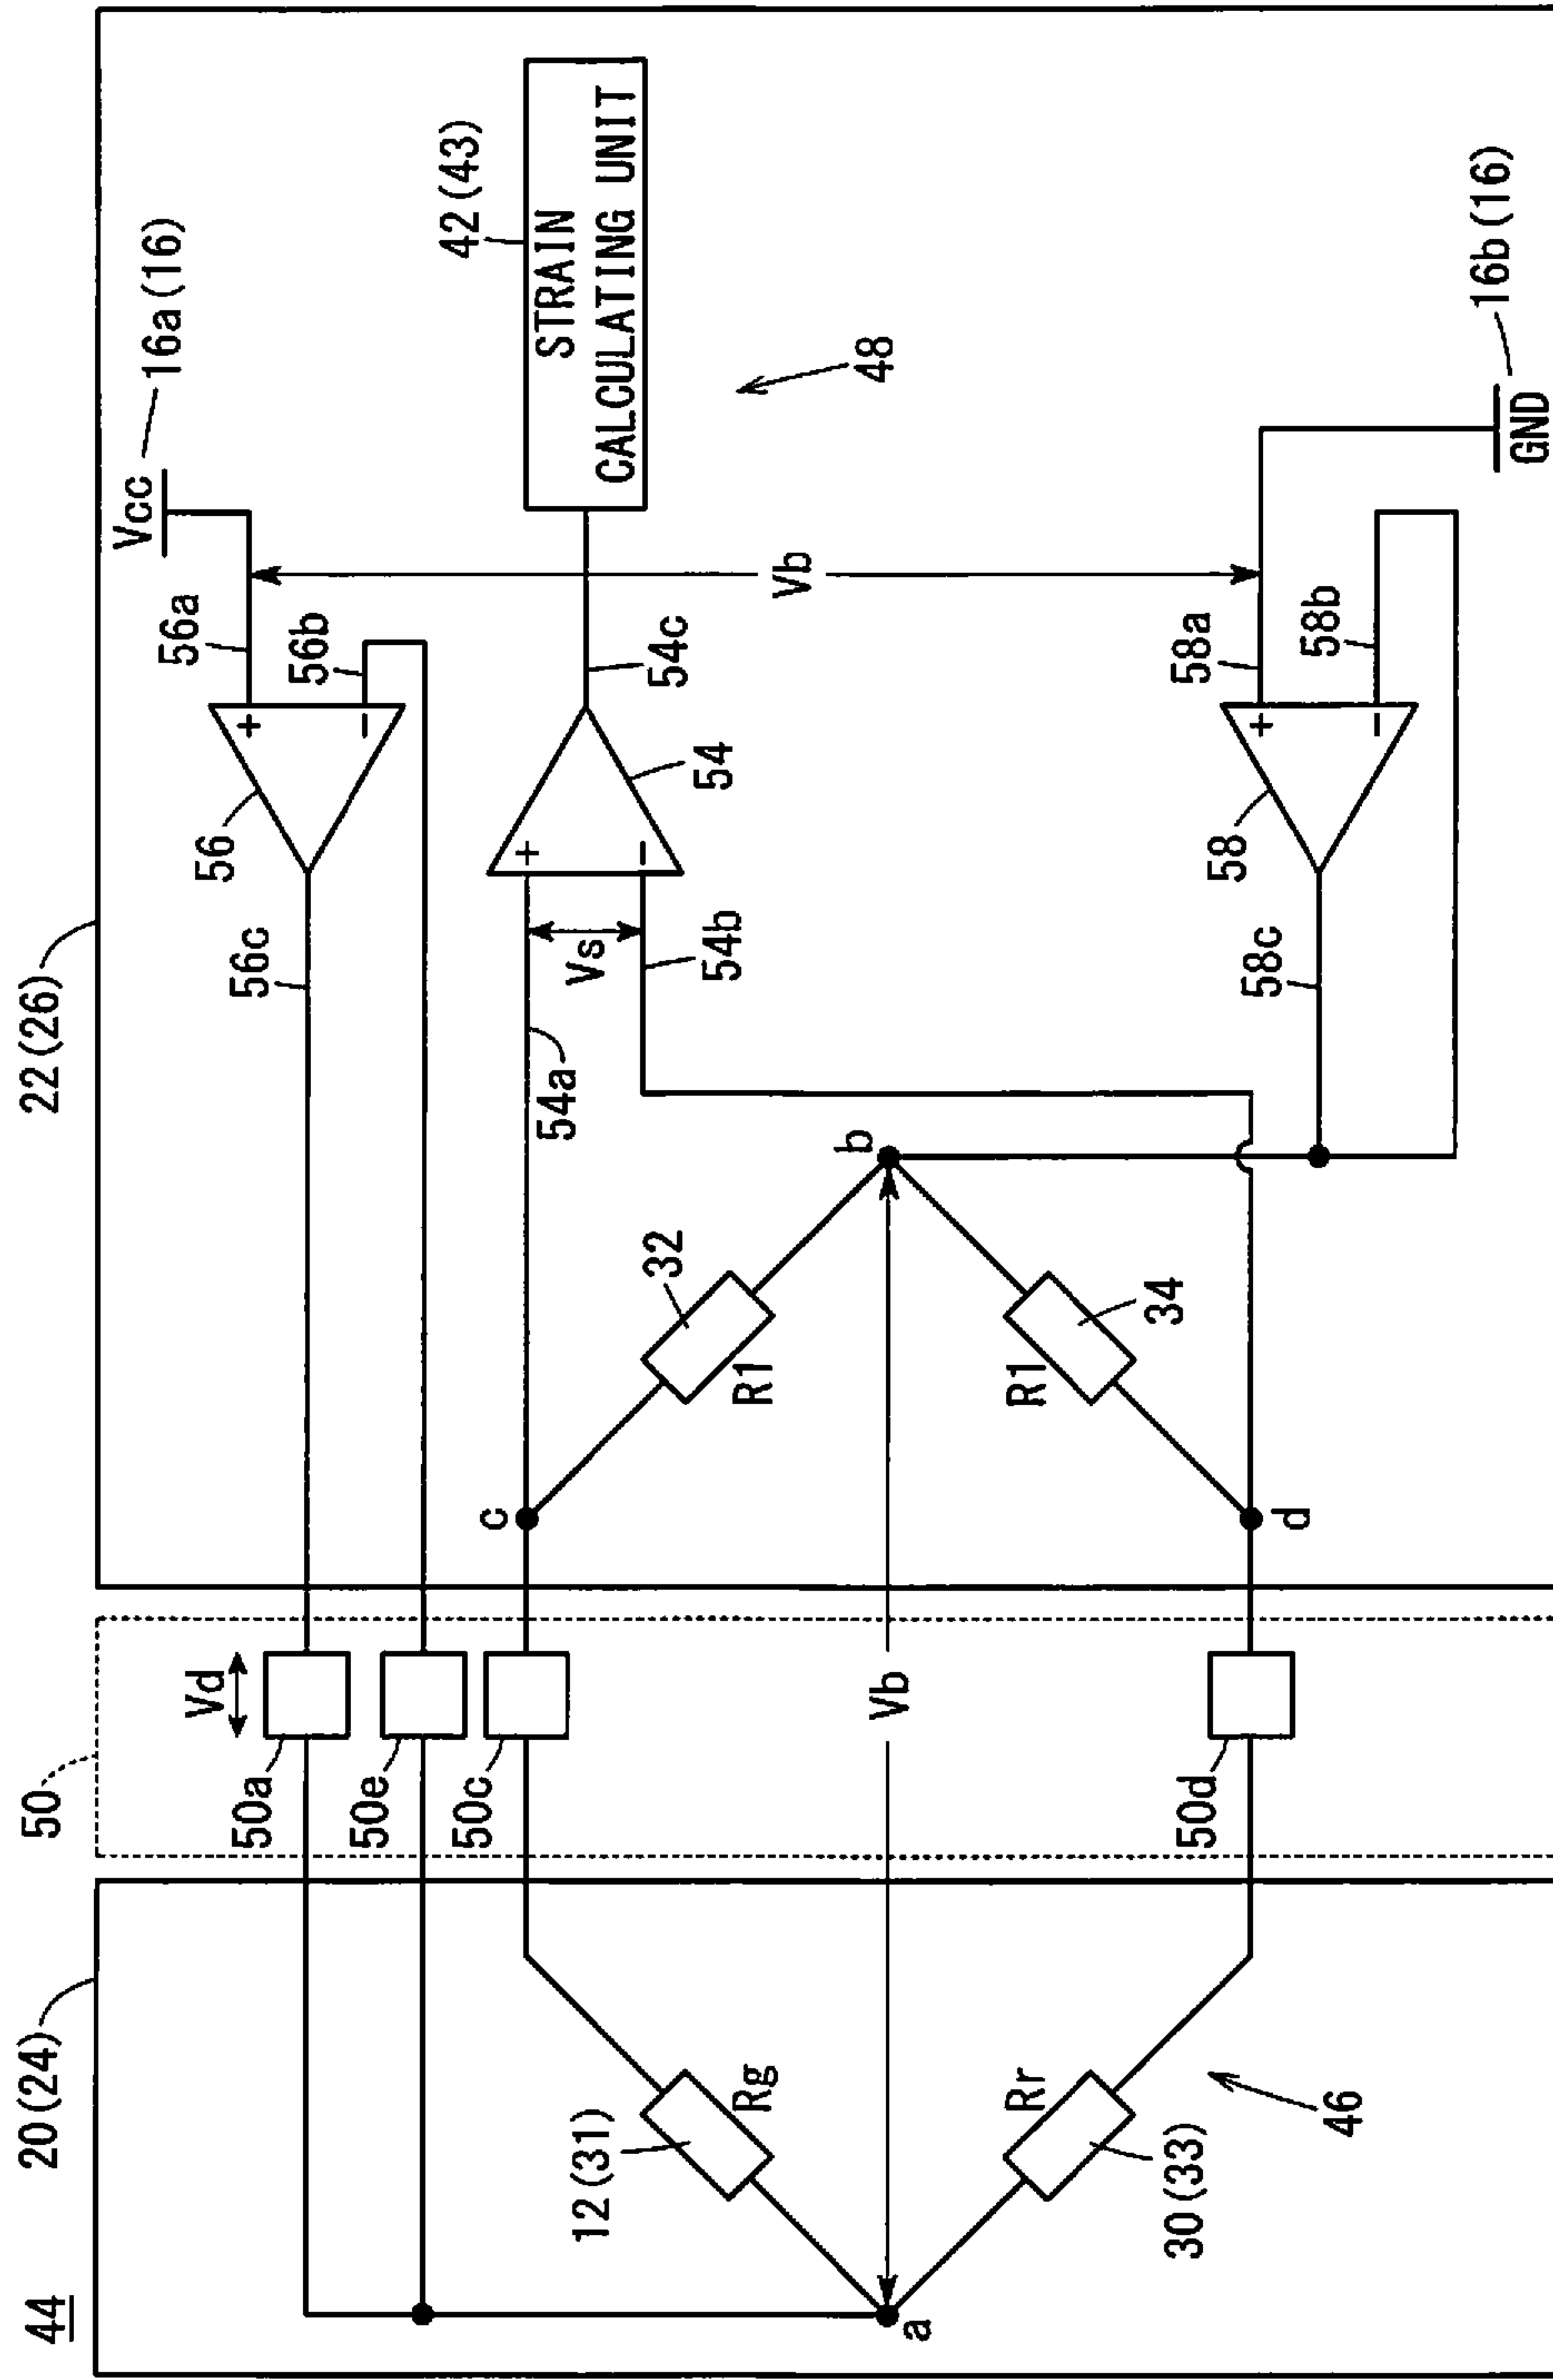 44
20(24)
50
22(26)
Vd
50a
50e
50c
50d
56c
56
56a
56b
Vcc
16a(16)
42(43)
STRAIN
CALCULATING UNIT
54a
Vs
54b
54
54c
+
-
+
-
48
Vb
c
b
32
R1
R1
34
d
Vb
a
12(31)
Rg
Rr
30(33)
46
58c
58
58a
58b
+
-
GND
16b(16)